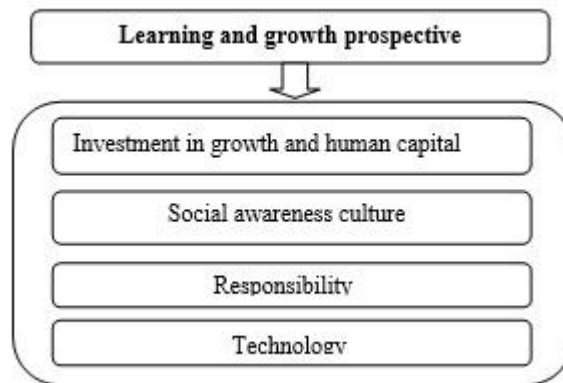 Learning and growth prospective
Investment in growth and human capital
Social awareness culture
Responsibility
Technology